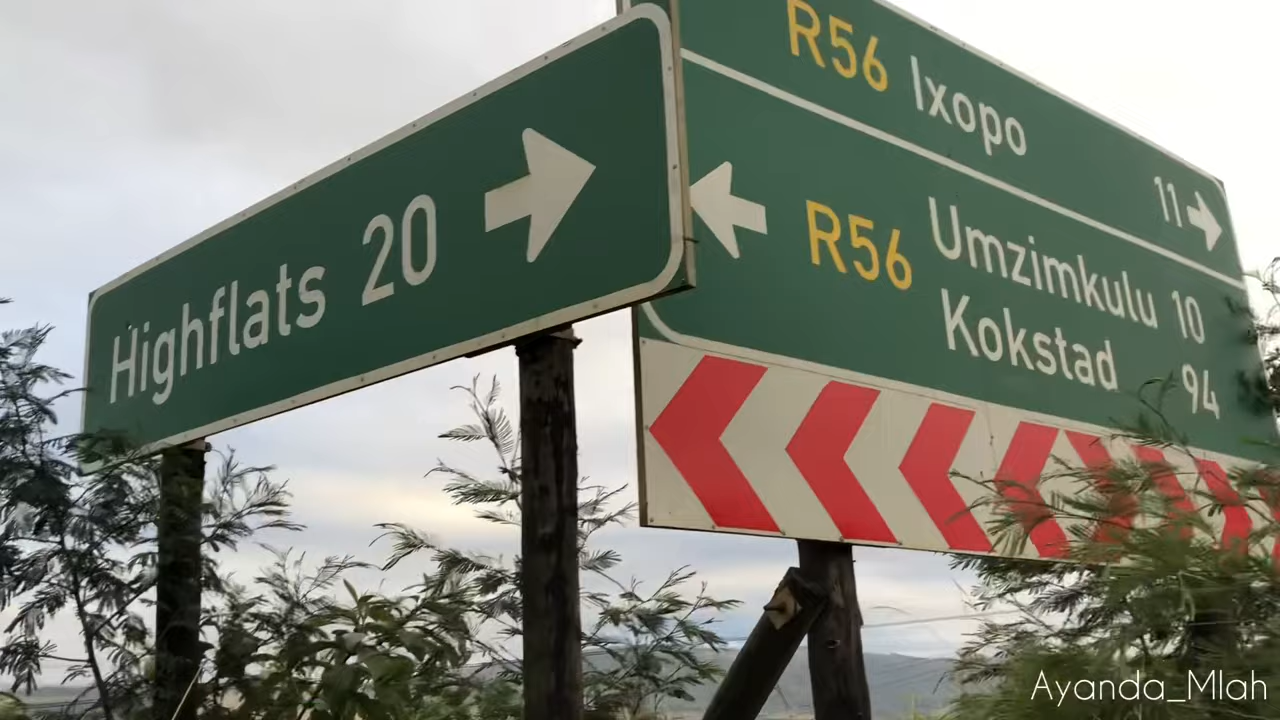 Highflats 20
R56 Ixopo 11
R56 Umzimkulu 10
Kokstad 94
Ayanda_Mlah